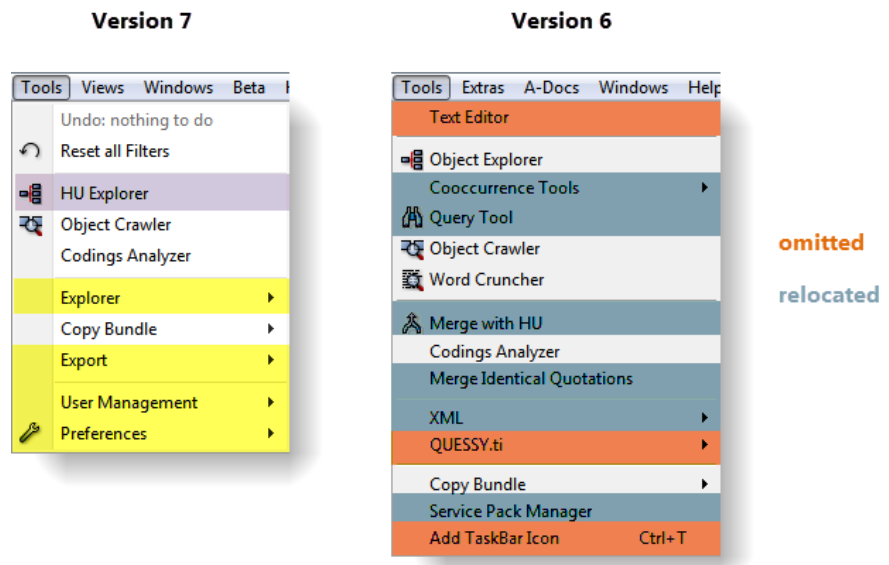 Version 7
Tools Views Windows Beta
Undo: nothing to do
Reset all Filters
HU Explorer
Object Crawler
Codings Analyzer
Explorer
Copy Bundle
Export
User Management
Preferences
Version 6
Tools Extras A-Docs Windows Help
Text Editor
Object Explorer
Cooccurrence Tools
Query Tool
Object Crawler
Word Cruncher
Merge with HU
Codings Analyzer
Merge Identical Quotations
XML
QUESSY.ti
Copy Bundle
Service Pack Manager
Add TaskBar Icon Ctrl+T
omitted
relocated